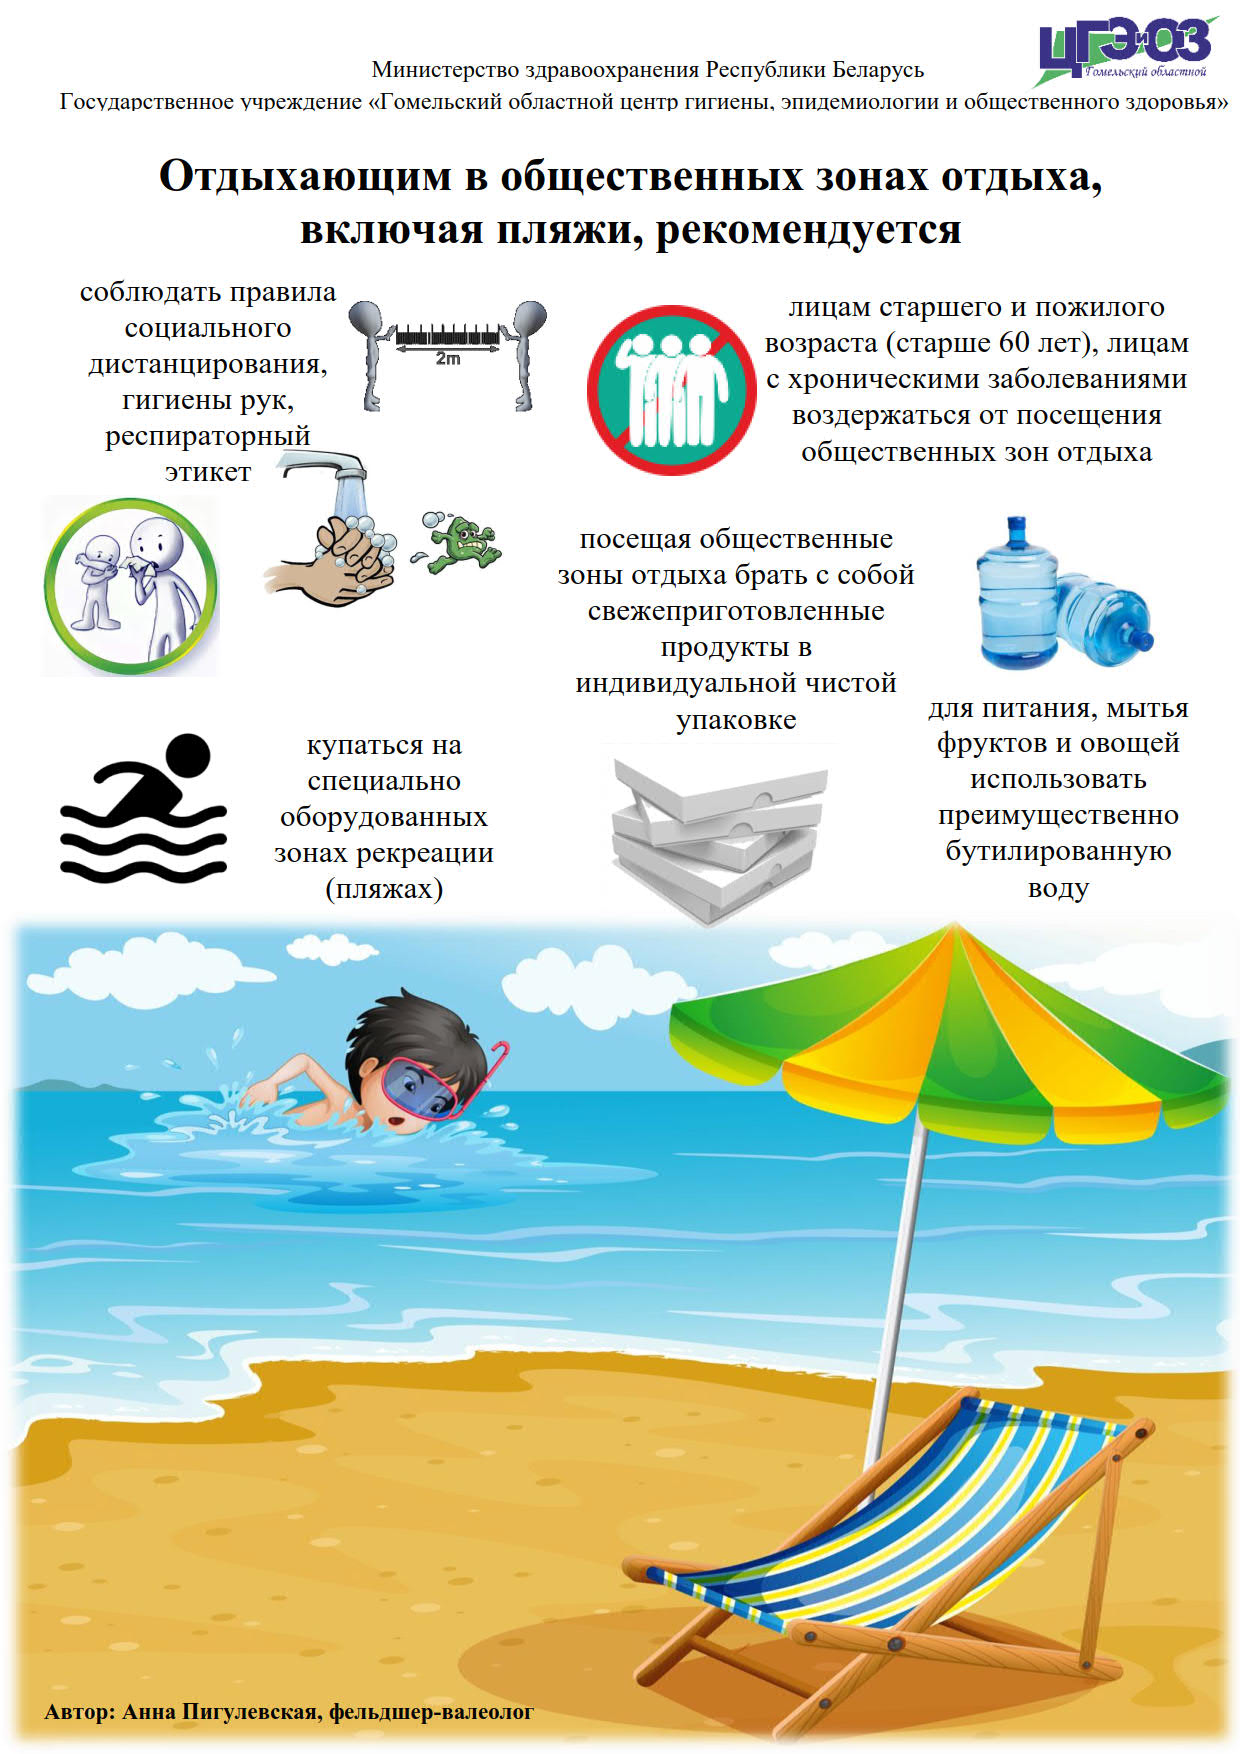 ЦГЭиОЗ
Гомельский областной
Министерство здравоохранения Республики Беларусь
Государственное учреждение «Гомельский областной центр гигиены, эпидемиологии и общественного здоровья»
Отдыхающим в общественных зонах отдыха,
включая пляжи, рекомендуется
соблюдать правила
социального
дистанцирования,
гигиены рук,
респираторный
этикет
2m
лицам старшего и пожилого
возраста (старше 60 лет), лицам
с хроническими заболеваниями
воздержаться от посещения
общественных зон отдыха
посещая общественные
зоны отдыха брать с собой
свежеприготовленные
продукты в
индивидуальной чистой
упаковке
для питания, мытья
фруктов и овощей
использовать
преимущественно
бутилированную
воду
купаться на
специально
оборудованных
зонах рекреации
(пляжах)
Автор: Анна Пигулевская, фельдшер-валеолог